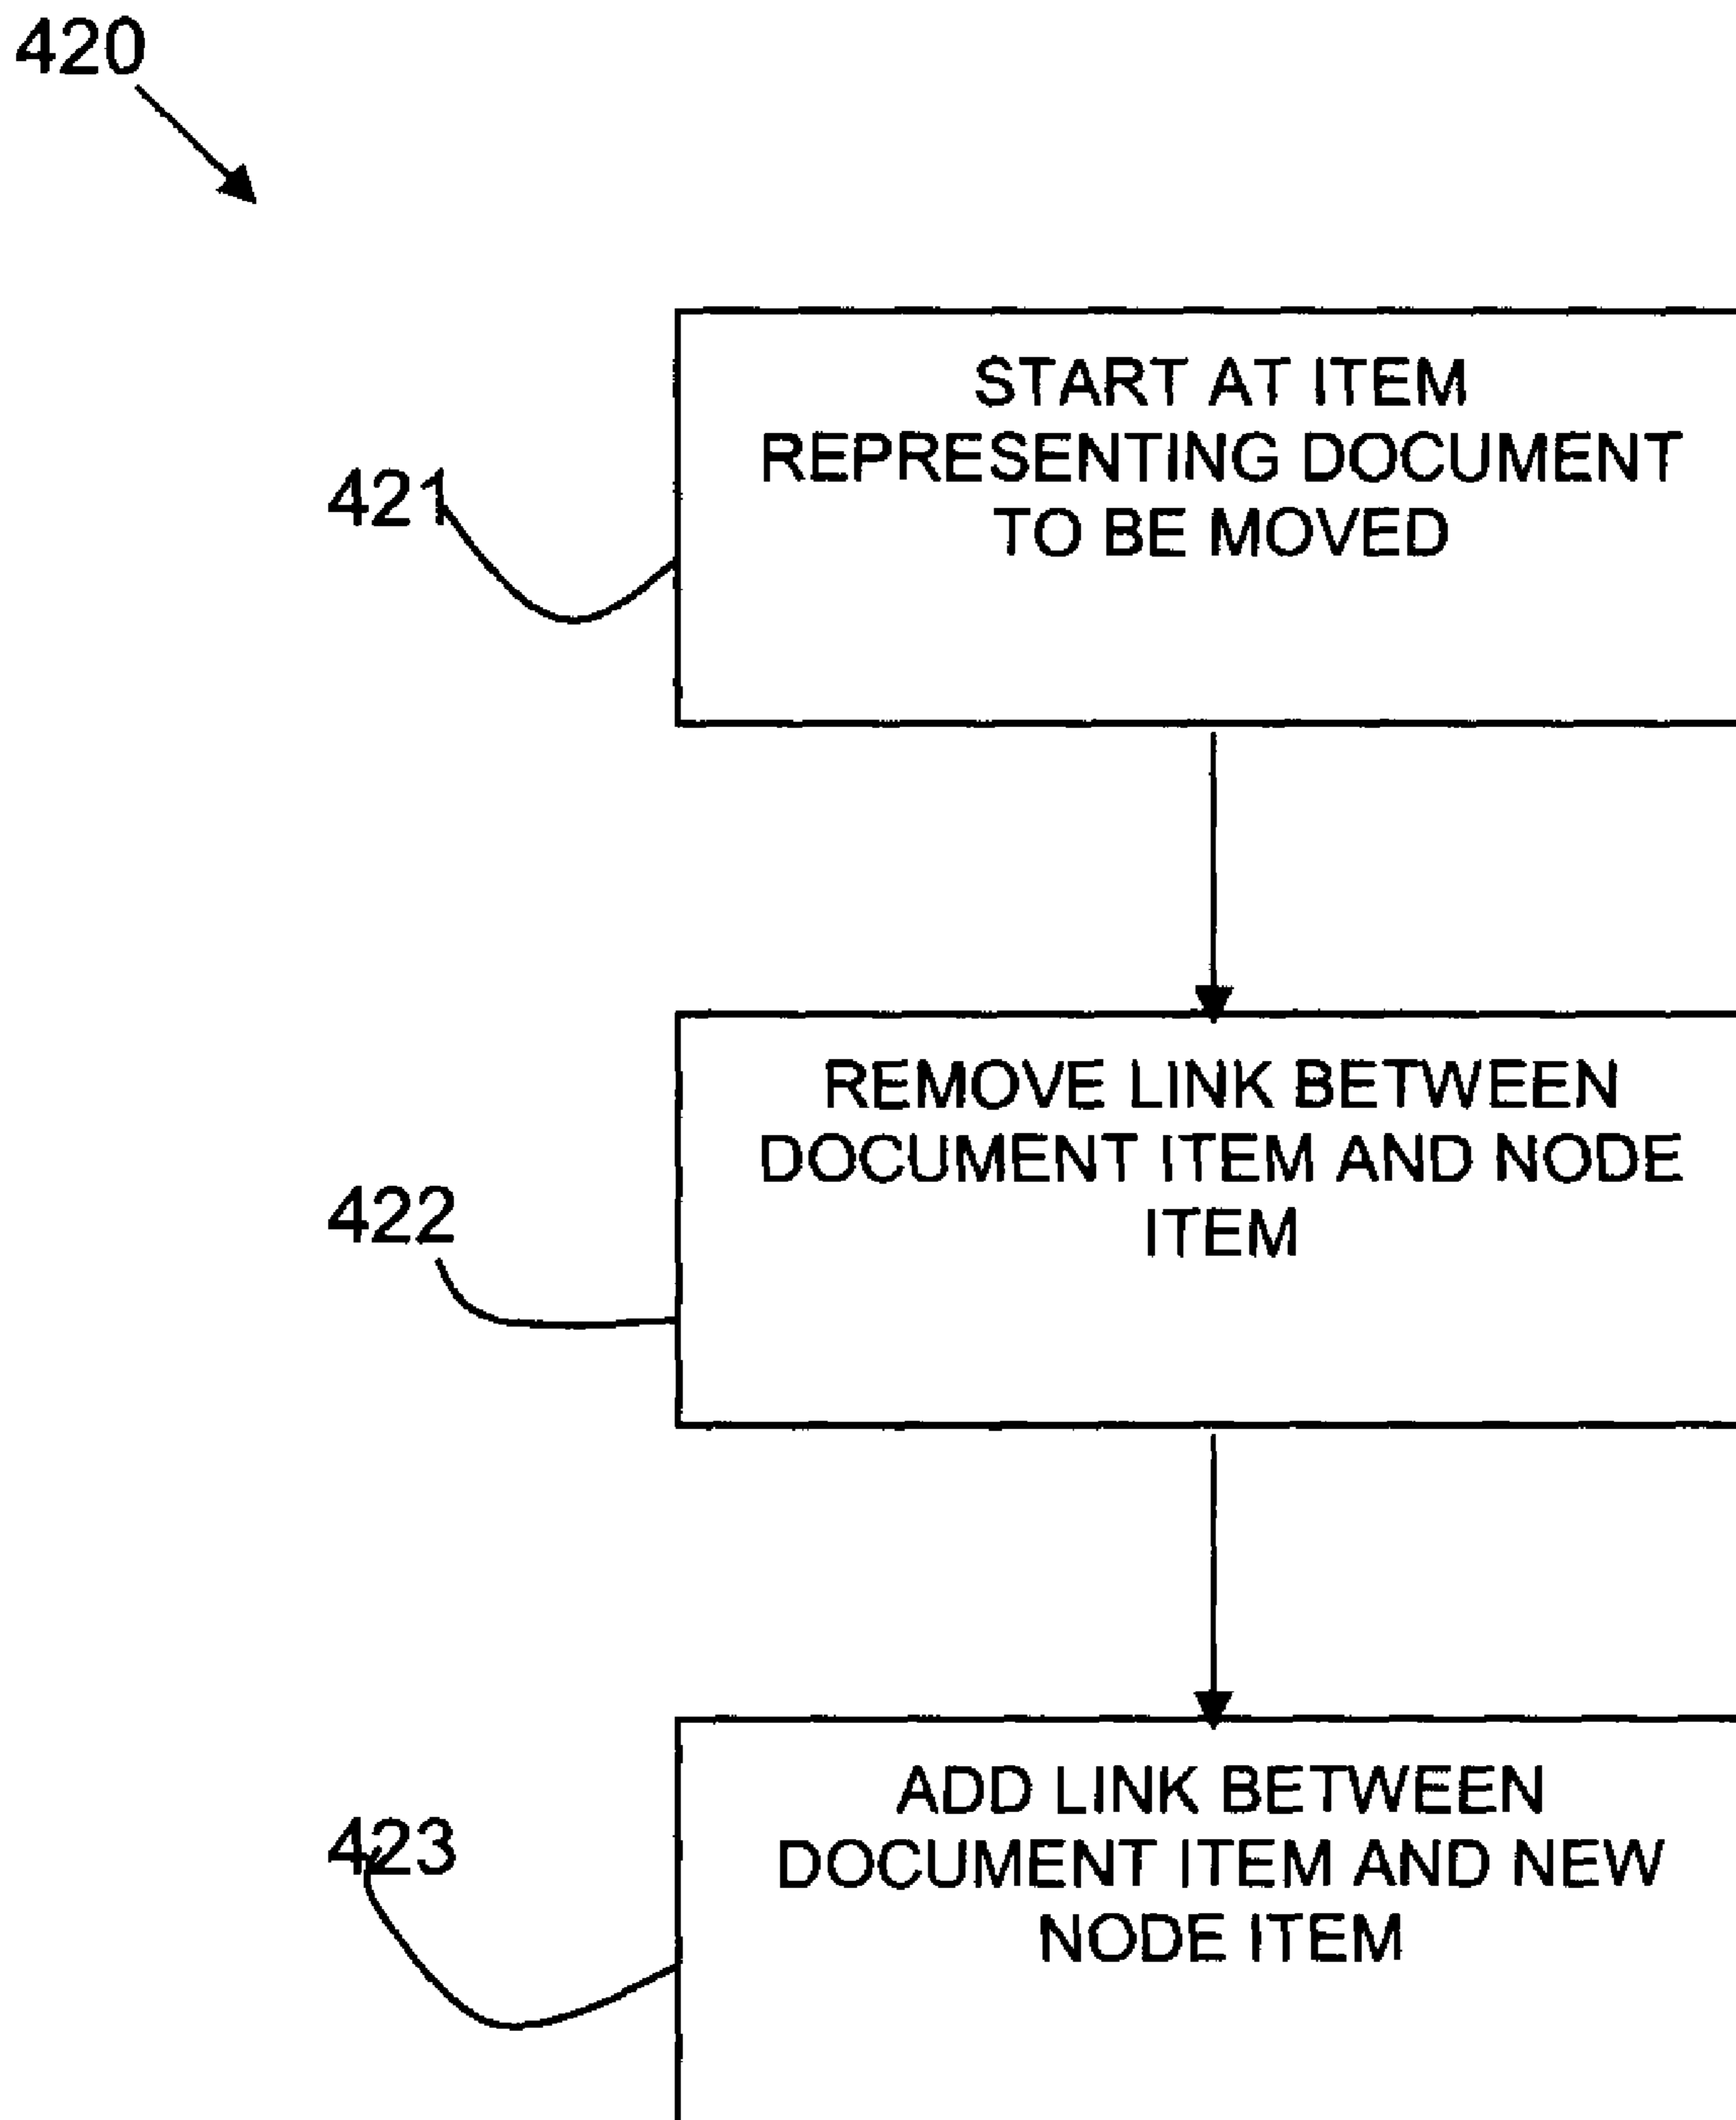 420
START AT ITEM
REPRESENTING DOCUMENT
TO BE MOVED
421
REMOVE LINK BETWEEN
DOCUMENT ITEM AND NODE
ITEM
422
ADD LINK BETWEEN
DOCUMENT ITEM AND NEW
NODE ITEM
423